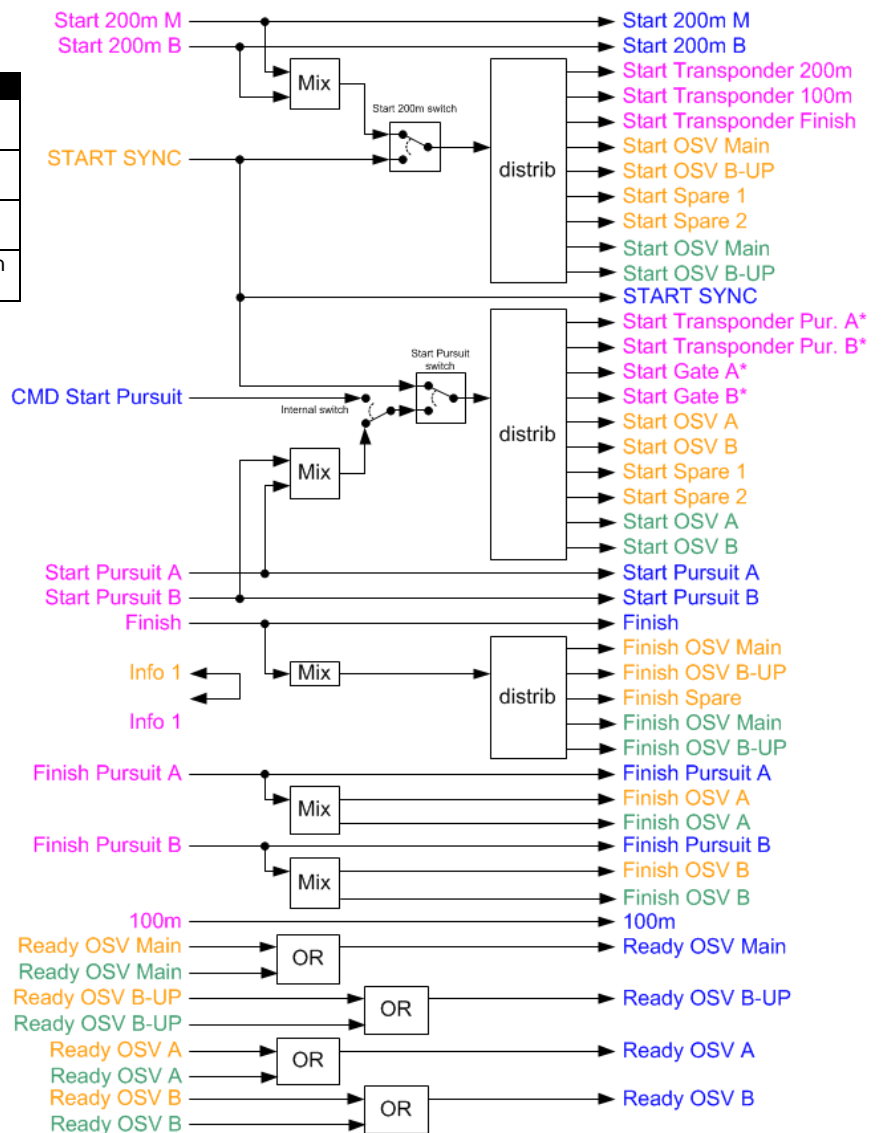 Start 200m M
Start 200m M
Start 200m B
Start 200m B
Mix
Start 200m switch
START SYNC
distrib
Start Transponder 200m
Start Transponder 100m
Start Transponder Finish
Start OSV Main
Start OSV B-UP
Start Spare 1
Start Spare 2
Start OSV Main
Start OSV B-UP
START SYNC
n
CMD Start Pursuit
Internal switch
Start Pursuit
switch
Mix
distrib
Start Transponder Pur. A*
Start Transponder Pur. B*
Start Gate A*
Start Gate B*
Start OSV A
Start OSV B
Start Spare 1
Start Spare 2
Start OSV A
Start OSV B
Start Pursuit A
Start Pursuit A
Start Pursuit B
Start Pursuit B
Finish
Finish
Info 1
Info 1
Mix
distrib
Finish OSV Main
Finish OSV B-UP
Finish Spare
Finish OSV Main
Finish OSV B-UP
Finish Pursuit A
Finish Pursuit A
Mix
Finish OSV A
Finish OSV A
Finish Pursuit B
Finish Pursuit B
Mix
Finish OSV B
Finish OSV B
100m
100m
Ready OSV Main
Ready OSV Main
OR
Ready OSV Main
Ready OSV B-UP
Ready OSV B-UP
OR
Ready OSV B-UP
Ready OSV A
Ready OSV A
OR
Ready OSV A
Ready OSV B
Ready OSV B
OR
Ready OSV B